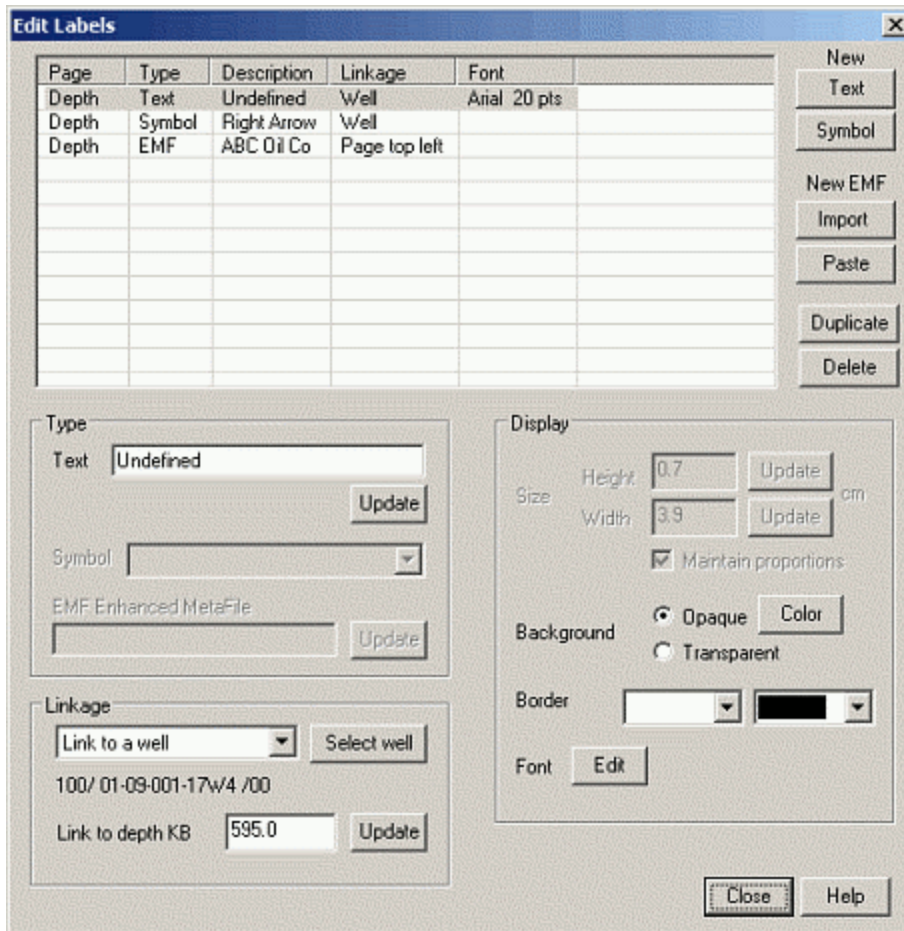 Edit Labels
New
Page Type Description Linkage Font
Text
Depth Text Undefined Well Arial 20 pts
Depth Symbol Right Arrow Well
Symbol
Depth EMF ABC Oil Co Page top left
New EMF
Import
Paste
Duplicate
Delete
Type
Text Undefined
Update
Symbol
EMF Enhanced MetaFile
Update
Display
Size Height 0.7 Update cm
Width 3.9 Update
Maintain proportions
Background Opaque Color
Transparent
Border
Font Edit
Linkage
Link to a well Select well
100/ 01-09-001-17W/4 /00
Link to depth KB 595.0 Update
Close Help